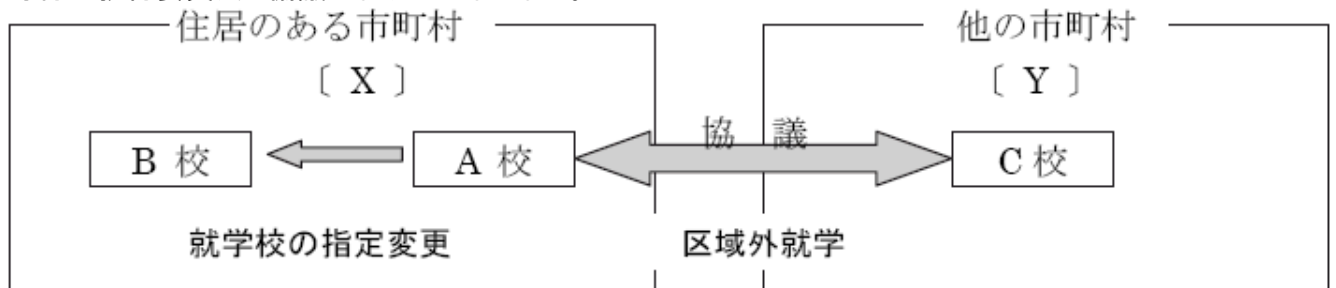 住居のある市町村 他の市町村
〔 X 〕 〔 Y 〕
協 議
B 校 A 校 C 校
就学校の指定変更 区域外就学